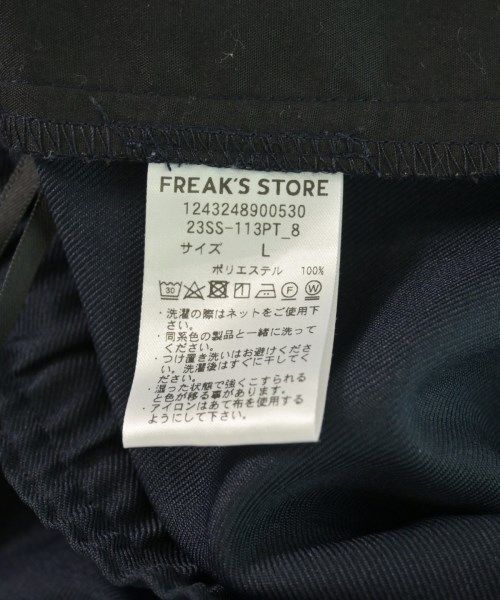 FREAK'S STORE
1243248900530
23SS-113PT_8
サイズ L
ポリエステル 100%
30 F W
・洗濯の際はネットをご使用下
さい。
・同系色の製品と一緒に洗って
ください。
・つけ置き洗いはお避けくださ
い。洗濯後はすぐに干してく
ださい。
・湿った状態で強くこすられる
と色が移る事があります。
・アイロンはあて布を使用する
ようにして下さい。